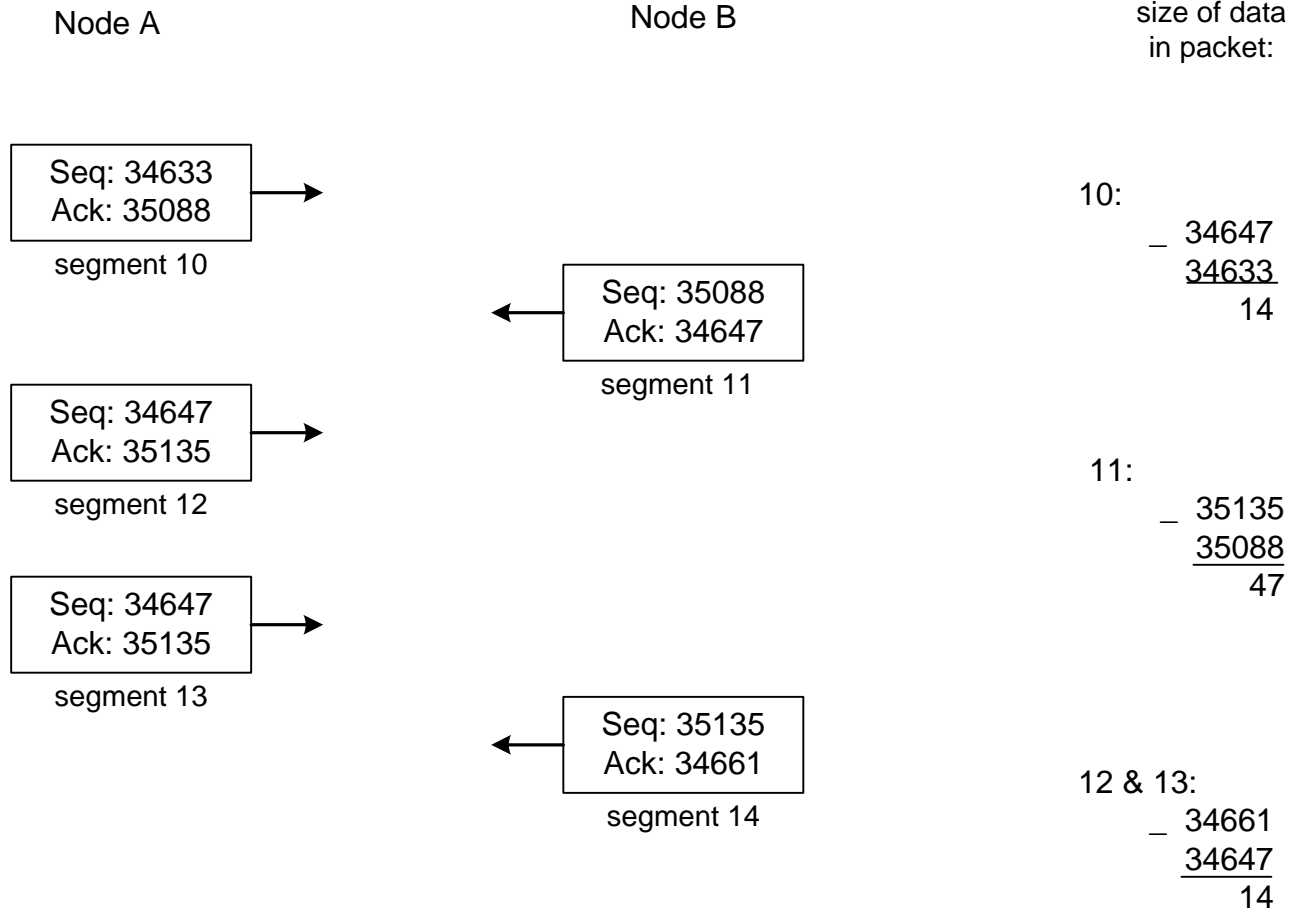 Node A
Node B
size of data
in packet:
Seq: 34633
Ack: 35088
segment 10
10:
_ 34647
34633
14
Seq: 35088
Ack: 34647
segment 11
Seq: 34647
Ack: 35135
segment 12
11:
_ 35135
35088
47
Seq: 34647
Ack: 35135
segment 13
Seq: 35135
Ack: 34661
segment 14
12 & 13:
_ 34661
34647
14